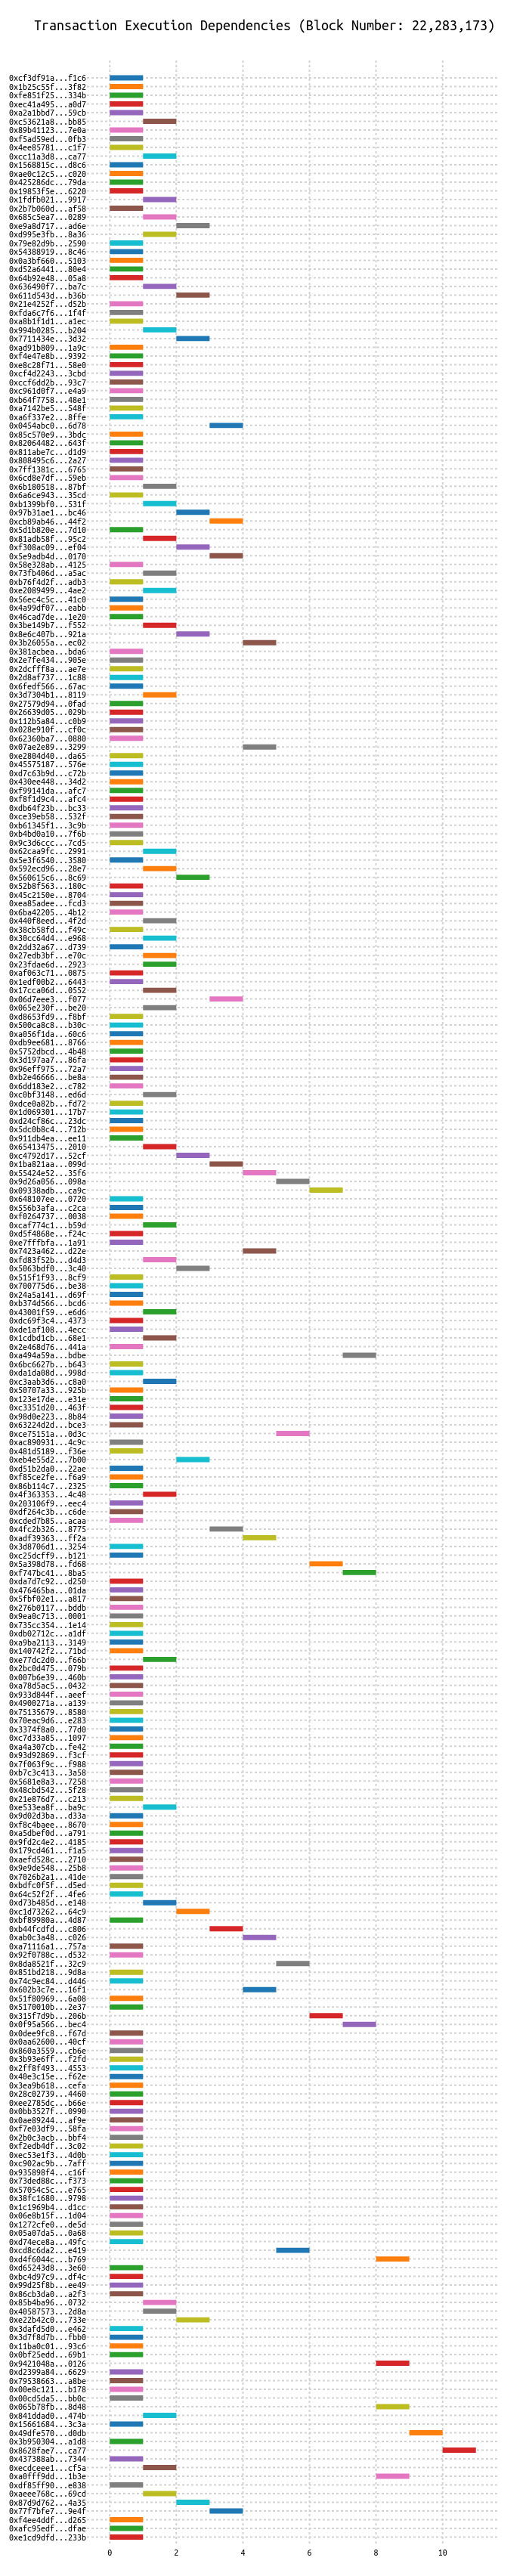 Transaction Execution Dependencies (Block Number: 22,283,173)
0xcf3df91a...f1c6
0x1b25c55f...3f82
0xfe851f25...334b
0xec41a495...a0d7
0xa2a1bbd7...59cb
0xc53621a8...bb85
0x89b41123...7e0a
0xf5ad59ed...0fb3
0x4ee85781...c1f7
0xcc11a3d8...ca77
0x1568815c...d8c6
0xae0c12c5...c020
0x425286dc...79da
0x19853f5e...6220
0x1fdfb021...9917
0x2b7b060d...af58
0x685c5ea7...0289
0xe9a8d717...ad6e
0xd995e3fb...8a36
0x79e82d9b...2590
0x54388919...8c46
0x0a3bf660...5103
0xd52a6441...80e4
0x64b92e48...05a8
0x636490f7...ba7c
0x611d543d...b36b
0x21e4252f...d52b
0xfda6c7f6...1f4f
0xa8b1f1d1...a1ec
0x994b0285...b204
0x7711434e...3d32
0xad91b809...1a9c
0xf4e47e8b...9392
0xe8c28f71...58e0
0xcf4d2243...3cbd
0xccf6dd2b...93c7
0xc961d0f7...e4a9
0xb64f7758...48e1
0xa7142be5...548f
0xa6f337e2...8ffe
0x0454abc0...6d78
0x85c570e9...3bdc
0x82064482...643f
0x811abe7c...d1d9
0x808495c6...2a27
0x7ff1381c...6765
0x6cd8e7df...59eb
0x6b180518...87bf
0x6a6ce943...35cd
0xb1399bf0...531f
0x97b31ae1...bc46
0xcb89ab46...44f2
0x5d1b820e...7d10
0x81adb58f...95c2
0xf308ac09...ef04
0x5e9adb4d...0170
0x58e328ab...4125
0x73fb406d...a5ac
0xb76f4d2f...adb3
0xe2089499...4ae2
0x56ec4c5c...41c0
0x4a99df07...eabb
0x46cad7de...1e20
0x3be149b7...f552
0x8e6c407b...921a
0x3b26055a...ec02
0x381acbea...bda6
0x2e7fe434...905e
0x2dcfff8a...ae7e
0x2d8af737...1c88
0x6fedf566...67ac
0x3d7304b1...8119
0x27579d94...0fad
0x26639d05...029b
0x112b5a84...c0b9
0x028e910f...cf0c
0x62360ba7...0880
0x07ae2e89...3299
0xe2804d40...da65
0x45575187...576e
0xd7c63b9d...c72b
0x430ee448...34d2
0xf99141da...afc7
0xf8f1d9c4...afc4
0xdb64f23b...bc33
0xce39eb58...532f
0xb61345f1...3c9b
0xb4bd0a10...7f6b
0x9c3d6ccc...7cd5
0x62caa9fc...2991
0x5e3f6540...3580
0x592ecd96...28e7
0x560615c6...8c69
0x52b8f563...180c
0x45c2150e...8704
0xea85adee...fcd3
0x6ba42205...4b12
0x440f8eed...4f2d
0x38cb58fd...f49c
0x30cc64d4...e968
0x2dd32a67...d739
0x27edb3bf...e70c
0x23fdae6d...2923
0xaf063c71...0875
0x1edf00b2...6443
0x17cca06d...0552
0x06d7eee3...f077
0x065e230f...be20
0xd8653fd9...f8bf
0x500ca8c8...b30c
0xa056f1da...60c6
0xdb9ee681...8766
0x5752dbcd...4b48
0x3d197aa7...86fa
0x96eff975...72a7
0xb2e46666...be8a
0x6dd183e2...c782
0xc0bf3148...ed6d
0xdce0a82b...fd72
0x1d069301...17b7
0xd24cf86c...23dc
0x5dc0b8c4...712b
0x911db4ea...ee11
0x65413475...2010
0xc4792d17...52cf
0x1ba821aa...099d
0x55424e52...35f6
0x9d26a056...098a
0x09338adb...ca9c
0x648107ee...0720
0x556b3afa...c2ca
0xf0264737...0038
0xcaf774c1...b59d
0xd5f4868e...f24c
0xe7fffbfa...1a91
0x7423a462...d22e
0xfd83f52b...d4d3
0x5063bdf0...3c40
0x515f1f93...8cf9
0x700775d6...be38
0x24a5a141...d69f
0xb374d566...bcd6
0x43001f59...e6d6
0xdc69f3c4...4373
0xde1af108...4ecc
0x1cdbd1cb...68e1
0x2e468d76...441a
0xa494a59a...bdbe
0x6bc6627b...b643
0xda1da08d...998d
0xc3aab3d6...c8a0
0x50707a33...925b
0x123e17de...e31e
0xc3351d20...463f
0x98d0e223...8b84
0x63224d2d...bce3
0xce75151a...0d3c
0xac890931...4c9c
0x481d5189...f36e
0xeb4e55d2...7b00
0xd51b2da0...22ae
0xf85ce2fe...f6a9
0x86b114c7...2325
0x4f363353...4c48
0x203106f9...eec4
0xdf264c3b...c6de
0xcded7b85...acaa
0x4fc2b326...8775
0xadf39363...ff2a
0x3d8706d1...3254
0xc25dcff9...b121
0x5a398d78...fd68
0xf747bc41...8ba5
0xda7d7c92...d250
0x476465ba...01da
0x5fbf02e1...a817
0x276b0117...bddb
0x9ea0c713...0001
0x735cc354...1e14
0xdb02712c...a1df
0xa9ba2113...3149
0x140742f2...71bd
0xe77dc2d0...f66b
0x2bc0d475...079b
0x007b6e39...460b
0xa78d5ac5...0432
0x933d844f...aeef
0x4900271a...a139
0x75135679...8580
0x70eac9d6...e283
0x3374f8a0...77d0
0xc7d33a85...1097
0xa4a307cb...fe42
0x93d92869...f3cf
0x7f063f9c...f988
0xb7c3c413...3a58
0x5681e8a3...7258
0x48cbd542...5f28
0x21e876d7...c213
0xe533ea8f...ba9c
0x9d02d3ba...d33a
0xf8c4baee...8670
0xa5dbef0d...a791
0x9fd2c4e2...4185
0x179cd461...f1a5
0xaefd528c...2710
0x9e9de548...25b8
0x7026b2a1...41de
0xbdfc0f5f...d5ed
0x64c52f2f...4fe6
0xd73b485d...e148
0xc1d73262...64c9
0xbf89980a...4d87
0xb44fcdfd...c806
0xab0c3a48...c026
0xa71116a1...757a
0x92f0788c...d532
0x8da8521f...32c9
0x851bd218...9d8a
0x74c9ec84...d446
0x602b3c7e...16f1
0x51f80969...6a08
0x5170010b...2e37
0x315f7d9b...206b
0x0f95a566...bec4
0x0dee9fc8...f67d
0x0aa62600...40cf
0x860a3559...cb6e
0x3b93e6ff...f2fd
0x2ff8f493...4553
0x40e3c15e...f62e
0x3ea9b618...cefa
0x28c02739...4460
0xee2785dc...b66e
0x0bb3527f...0990
0x0ae89244...af9e
0xf7e03df9...58fa
0x2b0c3acb...bbf4
0xf2edb4df...3c02
0xec53e1f3...4d0b
0xc902ac9b...7aff
0x935898f4...c16f
0x73ded88c...f373
0x57054c5c...e765
0x38fc1680...9798
0x1c1969b4...d1cc
0x06e8b15f...1d04
0x1272cfe0...de5d
0x05a07da5...0a68
0xd74ece8a...49fc
0xcd8c6da2...e419
0xd4f6044c...b769
0xd65243d8...3e60
0xbc4d97c9...df4c
0x99d25f8b...ee49
0x86cb3da0...a2f3
0x85b4ba96...0732
0x40587573...2d8a
0xe22b42c0...733e
0x3dafd5d0...e462
0x3d7f8d7b...fbb0
0x11ba0c01...93c6
0x0bf25edd...69b1
0x9421048a...0126
0xd2399a84...6629
0x79538663...a8be
0x00e8c121...b178
0x00cd5da5...bb0c
0x065b78fb...8d48
0x841ddad0...474b
0x15661684...3c3a
0x49dfe570...d0db
0x3b950304...a1d8
0x8628fae7...ca77
0x437388ab...7344
0xecdceee1...cf5a
0xa0fff9dd...1b3e
0xdf85ff90...e838
0xaeee768c...69cd
0x87d9d762...4a35
0x77f7bfe7...9e4f
0xf4ee4ddf...d265
0xafc95edf...dfae
0xe1cd9dfd...233b
0 2 4 6 8 10